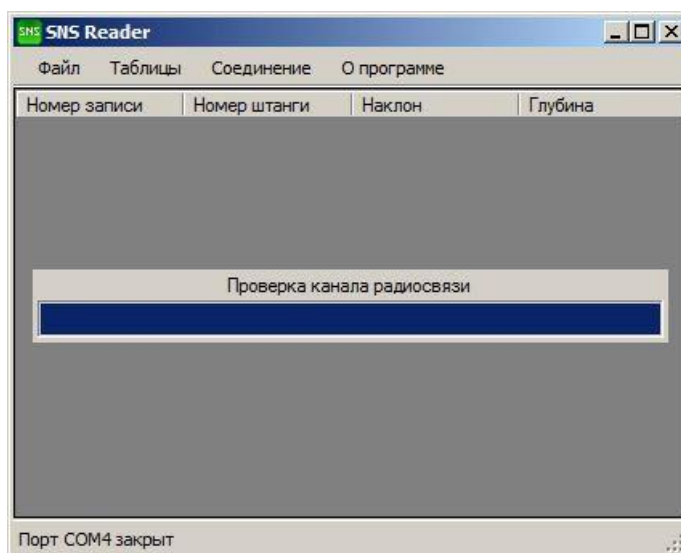 SNS SNS Reader
Файл Таблицы Соединение О программе
Номер записи Номер штанги Наклон Глубина
Проверка канала радиосвязи
Порт COM4 закрыт